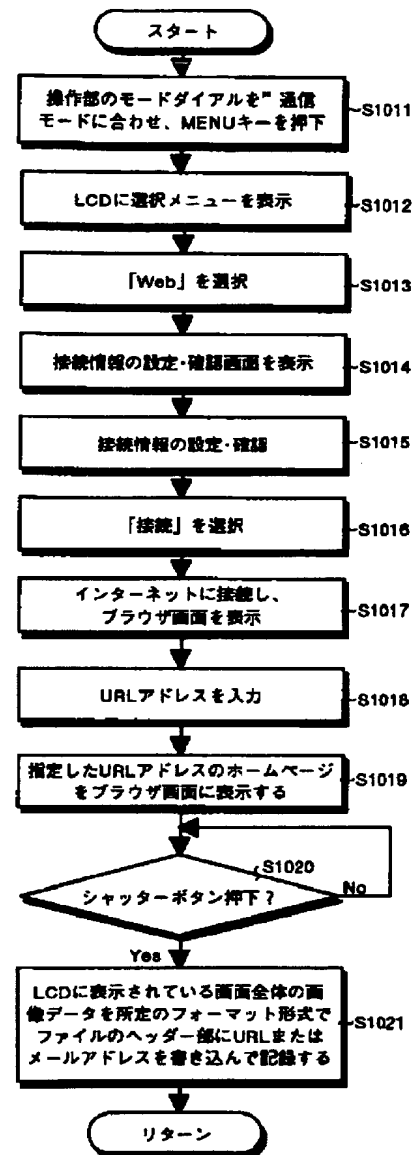 スタート
操作部のモードダイアルを”通信
モードに合わせ、MENUキーを押下
S1011
LCDに選択メニューを表示
S1012
「Web」を選択
S1013
接続情報の設定・確認画面を表示
S1014
接続情報の設定・確認
S1015
「接続」を選択
S1016
インターネットに接続し、
ブラウザ画面を表示
S1017
URLアドレスを入力
S1018
指定したURLアドレスのホームページ
をブラウザ画面に表示する
S1019
S1020
シャッターボタン押下?
No
Yes
LCDに表示されている画面全体の画
像データを所定のフォーマット形式で
ファイルのヘッダー部にURLまたは
メールアドレスを書き込んで記録する
S1021
リターン